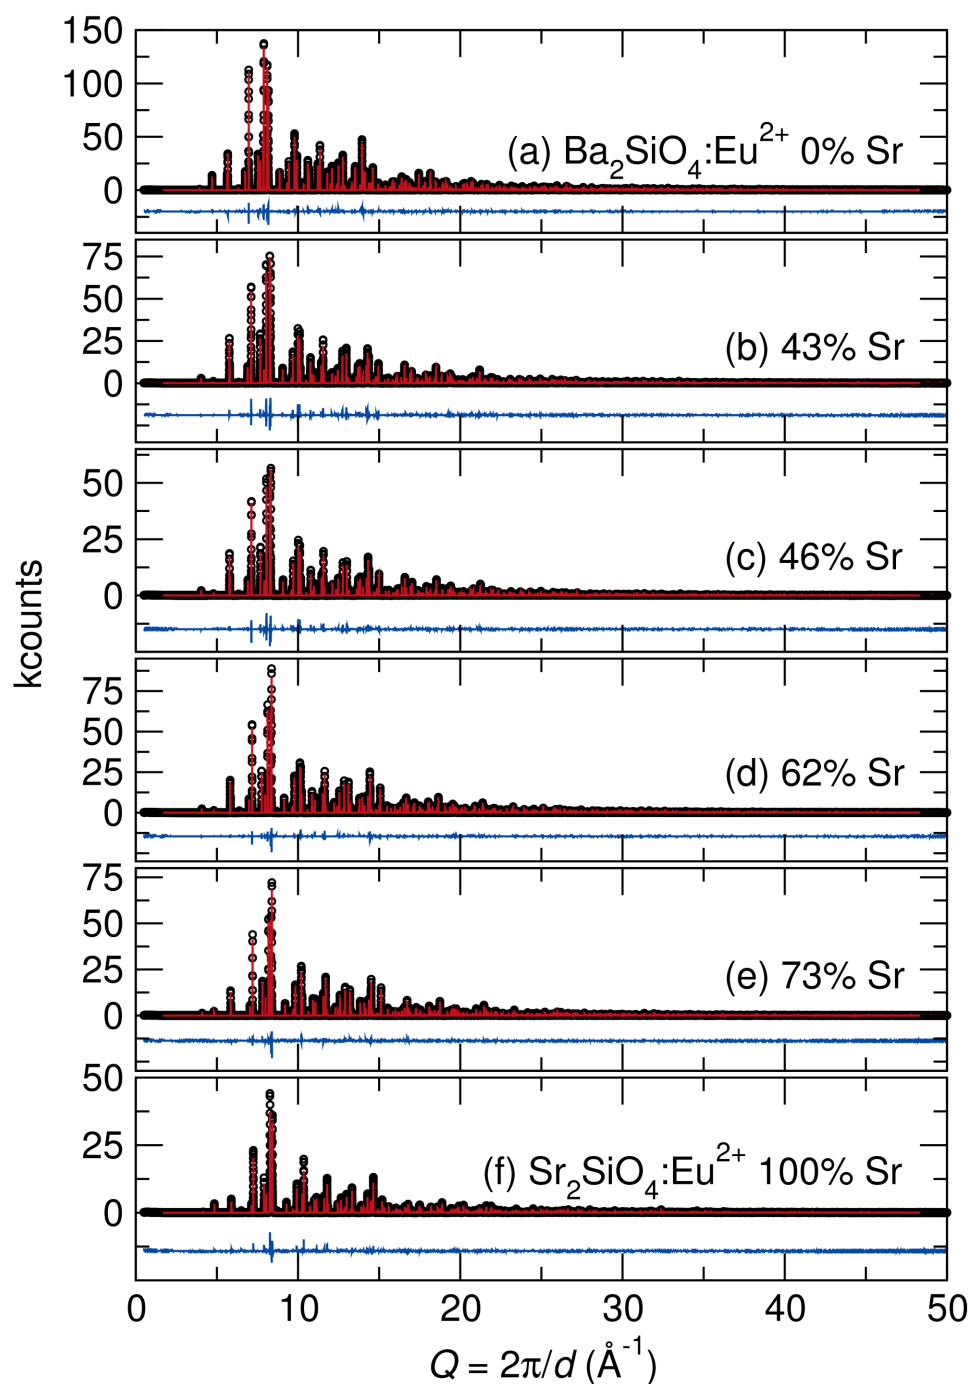 150
100
50
0
(a) Ba₂SiO₄:Eu²⁺ 0% Sr
75
50
25
0
(b) 43% Sr
50
25
0
(c) 46% Sr
kcounts
75
50
25
0
(d) 62% Sr
75
50
25
0
(e) 73% Sr
50
25
0
(f) Sr₂SiO₄:Eu²⁺ 100% Sr
0 10 20 30 40 50
Q = 2π/d (Å⁻¹)